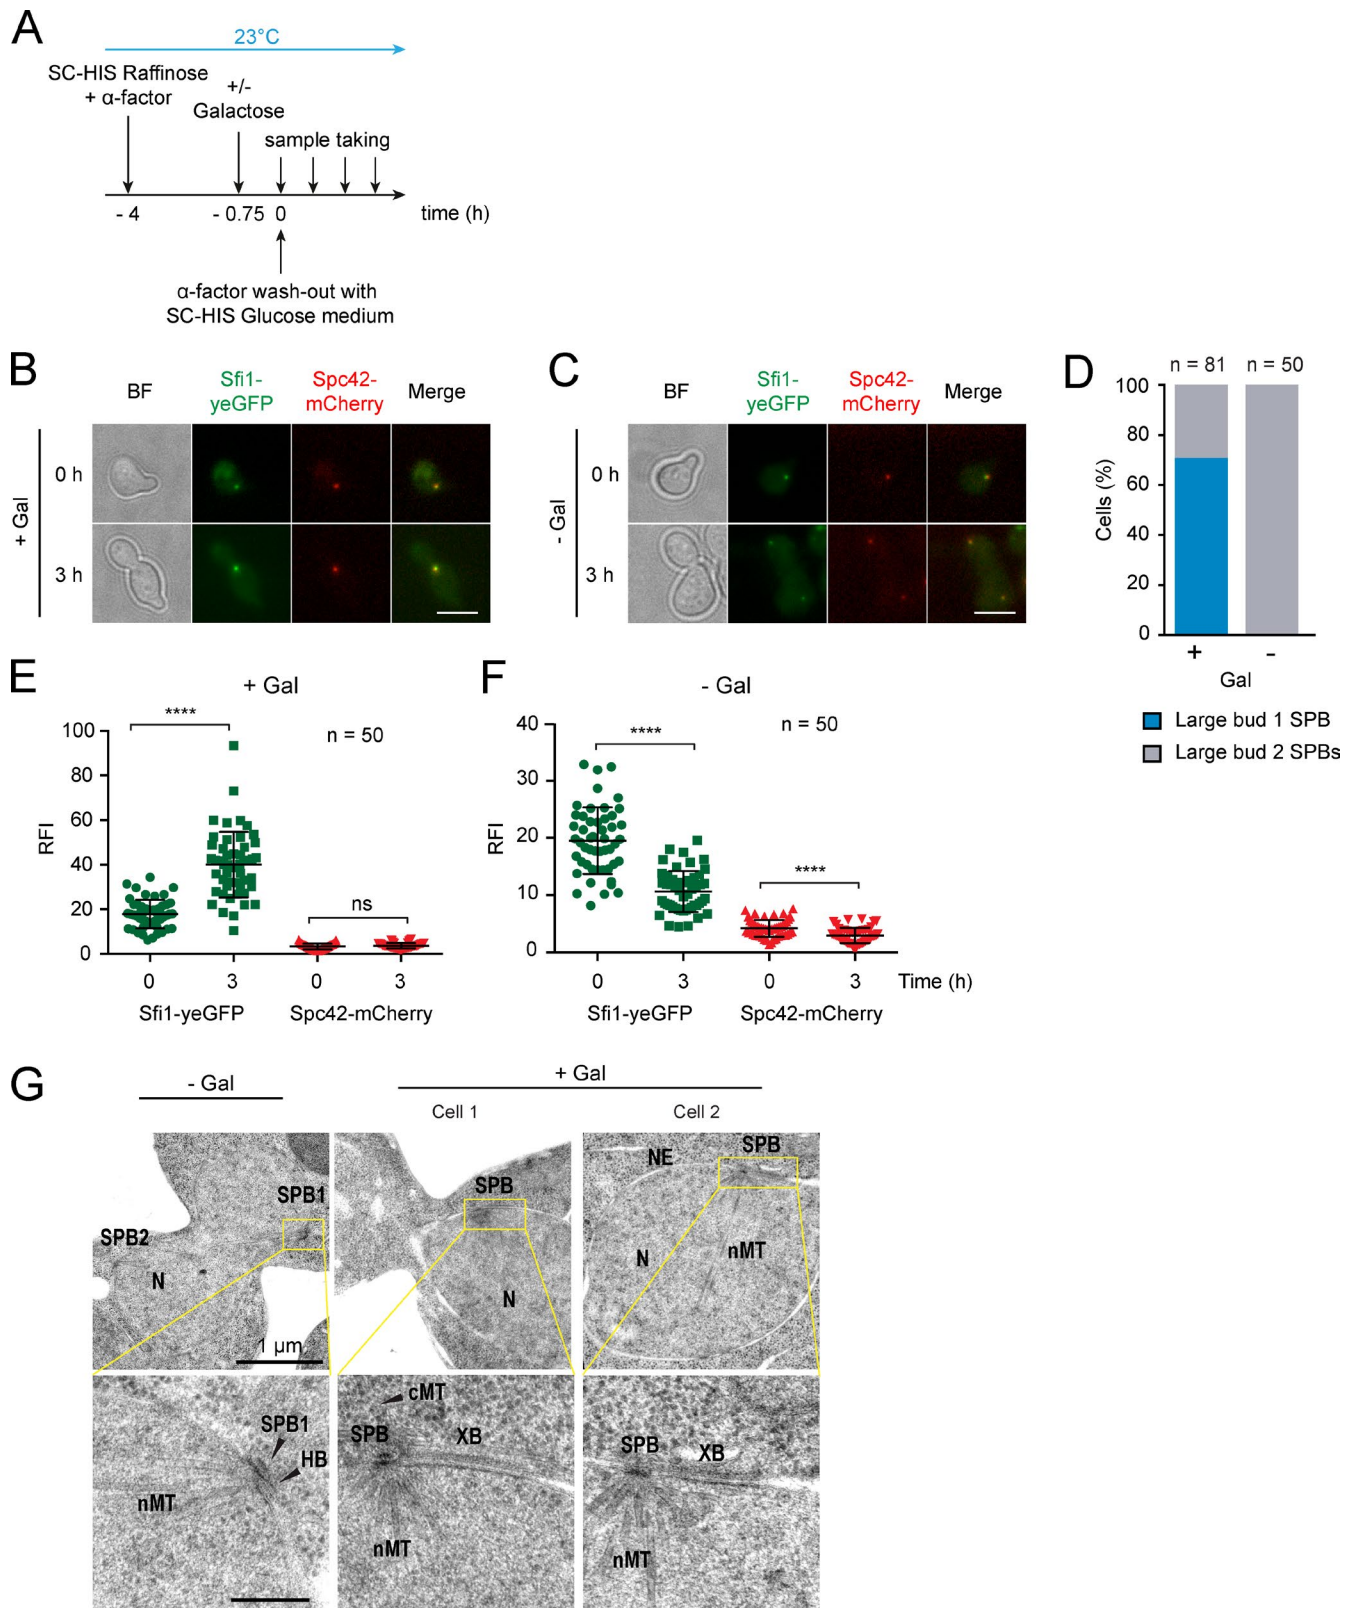 A
23°C
SC-HIS Raffinose
+ α-factor
+/-
Galactose
sample taking
- 4
- 0.75
0
time (h)
α-factor wash-out with
SC-HIS Glucose medium
B
BF
Sfi1-
yeGFP
Spc42-
mCherry
Merge
+ Gal
0 h
3 h
C
BF
Sfi1-
yeGFP
Spc42-
mCherry
Merge
- Gal
0 h
3 h
D
n = 81
n = 50
Cells (%)
100
80
60
40
20
0
+
-
Gal
Large bud 1 SPB
Large bud 2 SPBs
E
+ Gal
****
n = 50
ns
RFI
100
80
60
40
20
0
0
3
0
3
Sfi1-yeGFP
Spc42-mCherry
F
- Gal
****
n = 50
****
RFI
40
30
20
10
0
0
3
0
3
Time (h)
Sfi1-yeGFP
Spc42-mCherry
G
- Gal
+ Gal
Cell 1
Cell 2
SPB1
SPB2
N
1 µm
SPB
N
NE
SPB
N
nMT
SPB1
HB
nMT
cMT
SPB
XB
nMT
SPB
XB
nMT